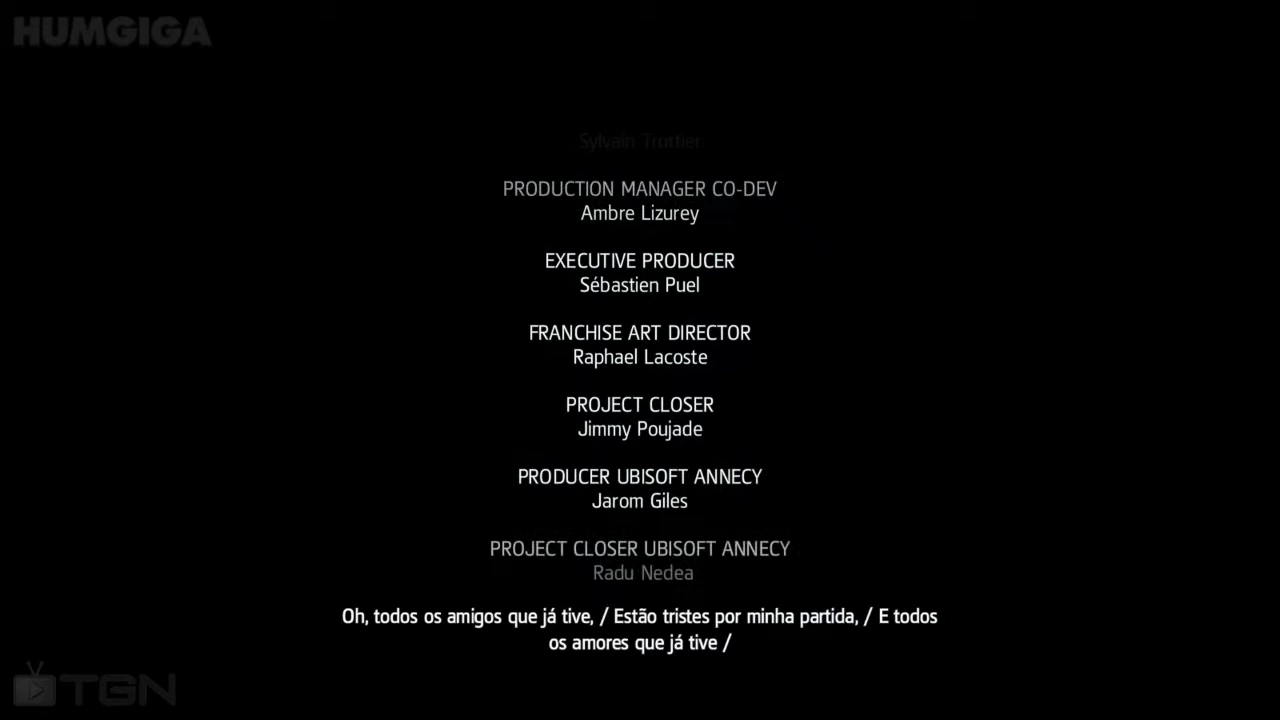 HUMGIGA
Sylvain Trottier
PRODUCTION MANAGER CO-DEV
Ambre Lizurey
EXECUTIVE PRODUCER
Sébastien Puel
FRANCHISE ART DIRECTOR
Raphael Lacoste
PROJECT CLOSER
Jimmy Poujade
PRODUCER UBISOFT ANNECY
Jarom Giles
PROJECT CLOSER UBISOFT ANNECY
Radu Nedea
Oh, todos os amigos que já tive, / Estão tristes por minha partida, / E todos
os amores que já tive /
TGN